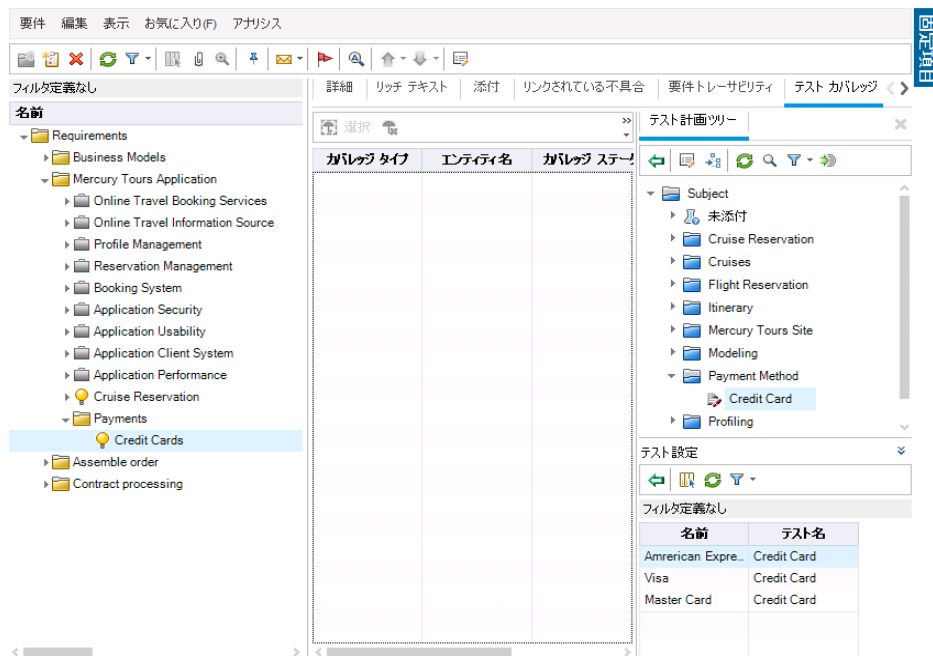 要件 編集 表示 お気に入り(F) アナリシス
固定項目
フィルタ定義なし
名前
Requirements
Business Models
Mercury Tours Application
Online Travel Booking Services
Online Travel Information Source
Profile Management
Reservation Management
Booking System
Application Security
Application Usability
Application Client System
Application Performance
Cruise Reservation
Payments
Credit Cards
Assemble order
Contract processing
詳細 リッチ テキスト 添付 リンクされている不具合 要件トレーサビリティ テスト カバレッジ
選択
カバレッジ タイプ エンティティ名 カバレッジ ステー
テスト計画ツリー
Subject
未添付
Cruise Reservation
Cruises
Flight Reservation
Itinerary
Mercury Tours Site
Modeling
Payment Method
Credit Card
Profiling
テスト設定
フィルタ定義なし
名前 テスト名
Amrerican Expre... Credit Card
Visa Credit Card
Master Card Credit Card